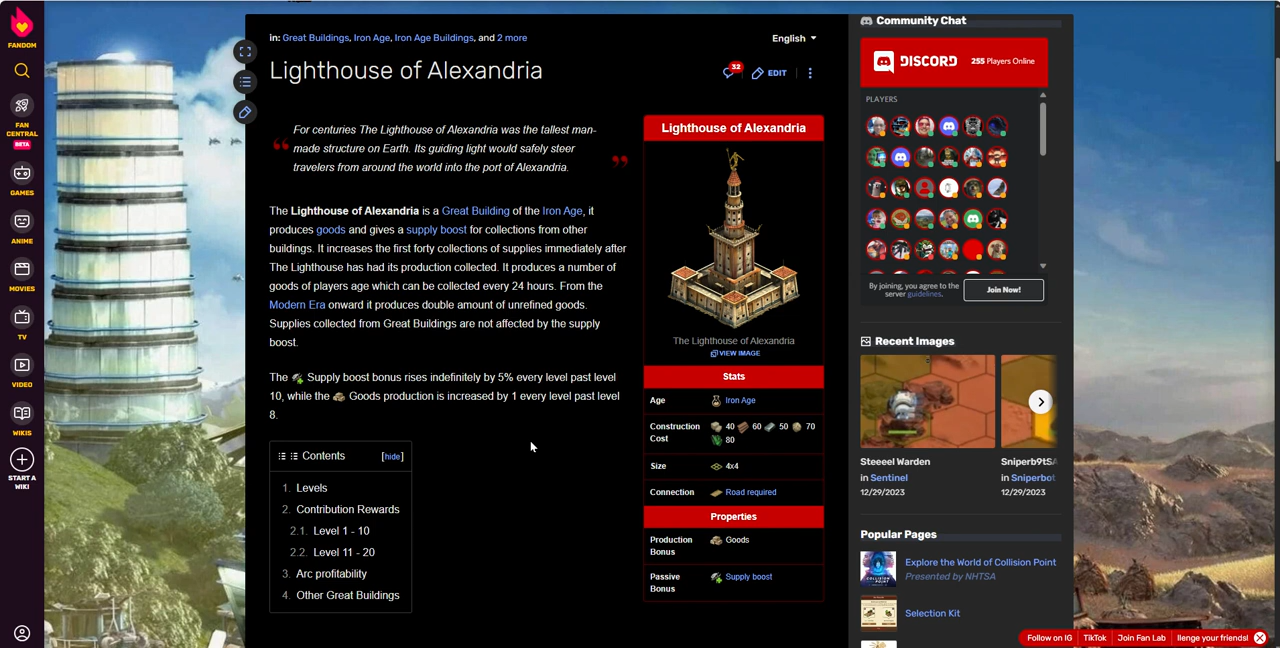 FANDOM
FAN CENTRAL
BETA
GAMES
ANIME
MOVIES
TV
VIDEO
WIKIS
START A WIKI
in: Great Buildings, Iron Age, Iron Age Buildings, and 2 more
English
Lighthouse of Alexandria
32
EDIT
“ For centuries The Lighthouse of Alexandria was the tallest man-
made structure on Earth. Its guiding light would safely steer
travelers from around the world into the port of Alexandria. ”
The Lighthouse of Alexandria is a Great Building of the Iron Age, it
produces goods and gives a supply boost for collections from other
buildings. It increases the first forty collections of supplies immediately after
The Lighthouse has had its production collected. It produces a number of
goods of players age which can be collected every 24 hours. From the
Modern Era onward it produces double amount of unrefined goods.
Supplies collected from Great Buildings are not affected by the supply
boost.
The Supply boost bonus rises indefinitely by 5% every level past level
10, while the Goods production is increased by 1 every level past level
8.
Contents [hide]
1. Levels
2. Contribution Rewards
2.1. Level 1 - 10
2.2. Level 11 - 20
3. Arc profitability
4. Other Great Buildings
Lighthouse of Alexandria
The Lighthouse of Alexandria
VIEW IMAGE
Stats
Age Iron Age
Construction Cost 40 60 50 70
80
Size 4x4
Connection Road required
Properties
Production Bonus Goods
Passive Bonus Supply boost
Community Chat
DISCORD 255 Players Online
PLAYERS
By joining, you agree to the
server guidelines.
Join Now!
Recent Images
Steeeel Warden
in Sentinel
12/29/2023
Sniperb9tSA
in Sniperbot
12/29/2023
Popular Pages
Explore the World of Collision Point
Presented by NHTSA
Selection Kit
Follow on IG TikTok Join Fan Lab llenge your friends!